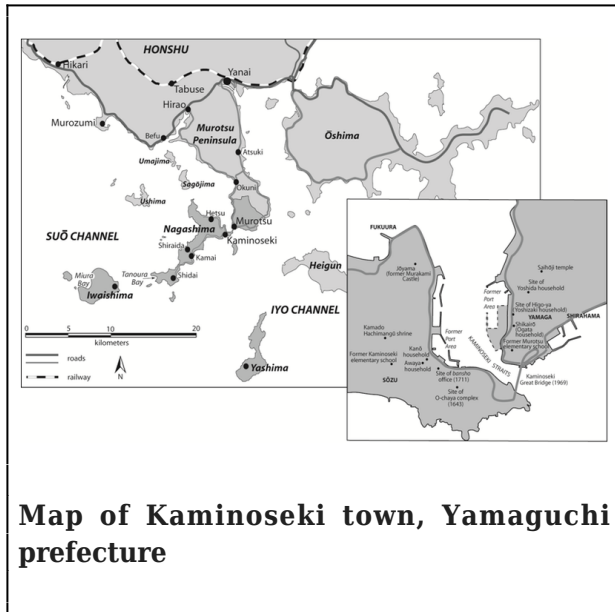 HONSHU
Hikari
Tabuse
Yanai
Hirao
Murozumi
Befu
Murotsu
Peninsula
Ōshima
Atsuki
Umajima
Sagōjima
Okuni
Ushima
Hetsu
Murotsu
Nagashima
Kaminoseki
SUŌ CHANNEL
Shiraida
Kamai
Heigun
Miura
Bay
Tanoura
Bay
Shidai
Iwaishima
IYO CHANNEL
Yashima
0
5
10
20
kilometers
roads
railway
N
FUKUURA
Jōyama
(former Murakami
Castle)
Saihōji temple
Site of
Yoshida household
Former
Port
Area
Site of Higo-ya
Yoshizaki household)
YAMAGA
SHIRAHAMA
Shikairō
(Ogata
household)
Former Murotsu
elementary school
Kamado
Hachimangū shrine
Former
Port
Area
KAMINOSEKI
STRAITS
Former Kaminoseki
elementary school
Kanō
household
Awaya
household
Kaminoseki
Great Bridge (1969)
SŌZU
Site of bansho
office (1711)
Site of
O-chaya complex
(1643)
Map of Kaminoseki town, Yamaguchi
prefecture